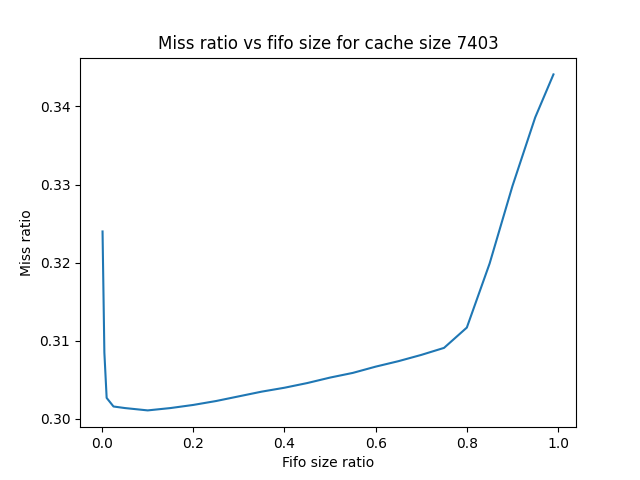 Miss ratio vs fifo size for cache size 7403
0.34
0.33
0.32
0.31
0.30
Miss ratio
0.0 0.2 0.4 0.6 0.8 1.0
Fifo size ratio